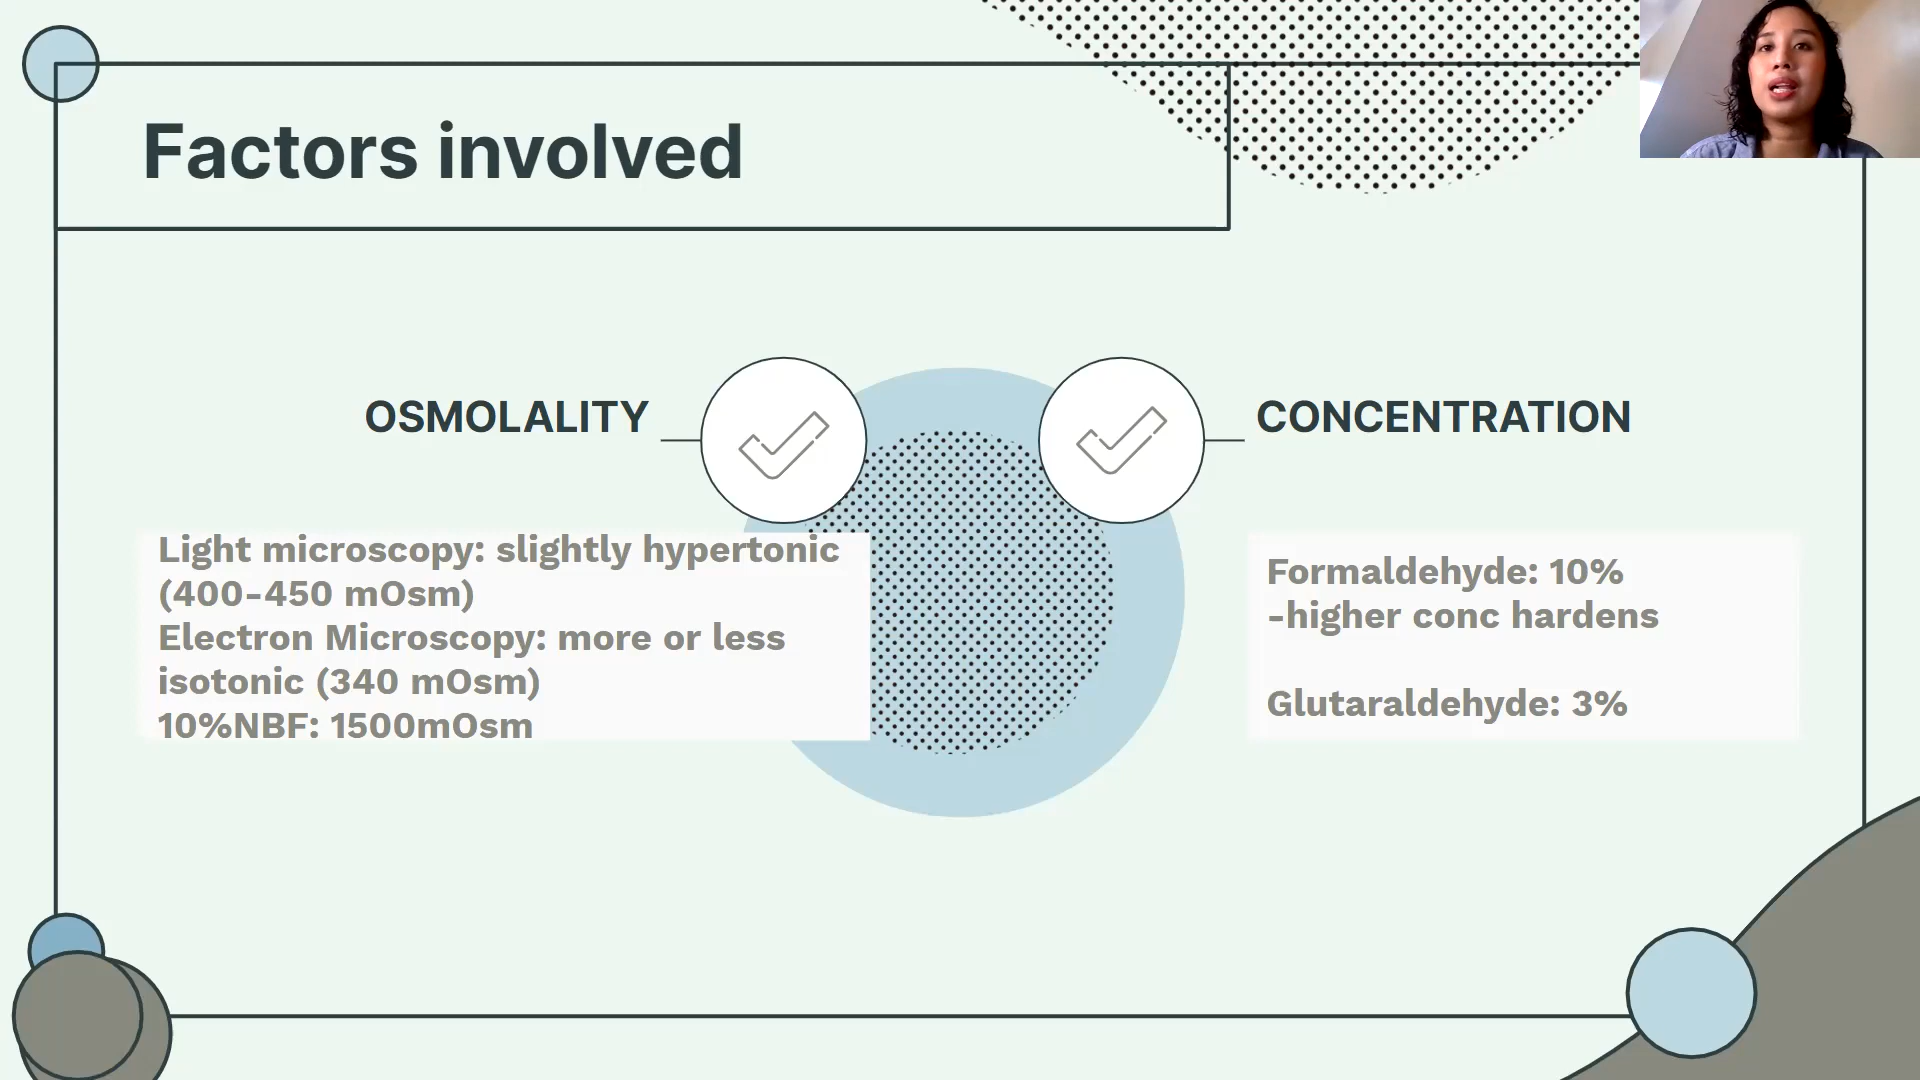 Factors involved
OSMOLALITY
Light microscopy: slightly hypertonic
(400-450 mOsm)
Electron Microscopy: more or less
isotonic (340 mOsm)
10%NBF: 1500mOsm
CONCENTRATION
Formaldehyde: 10%
-higher conc hardens
Glutaraldehyde: 3%